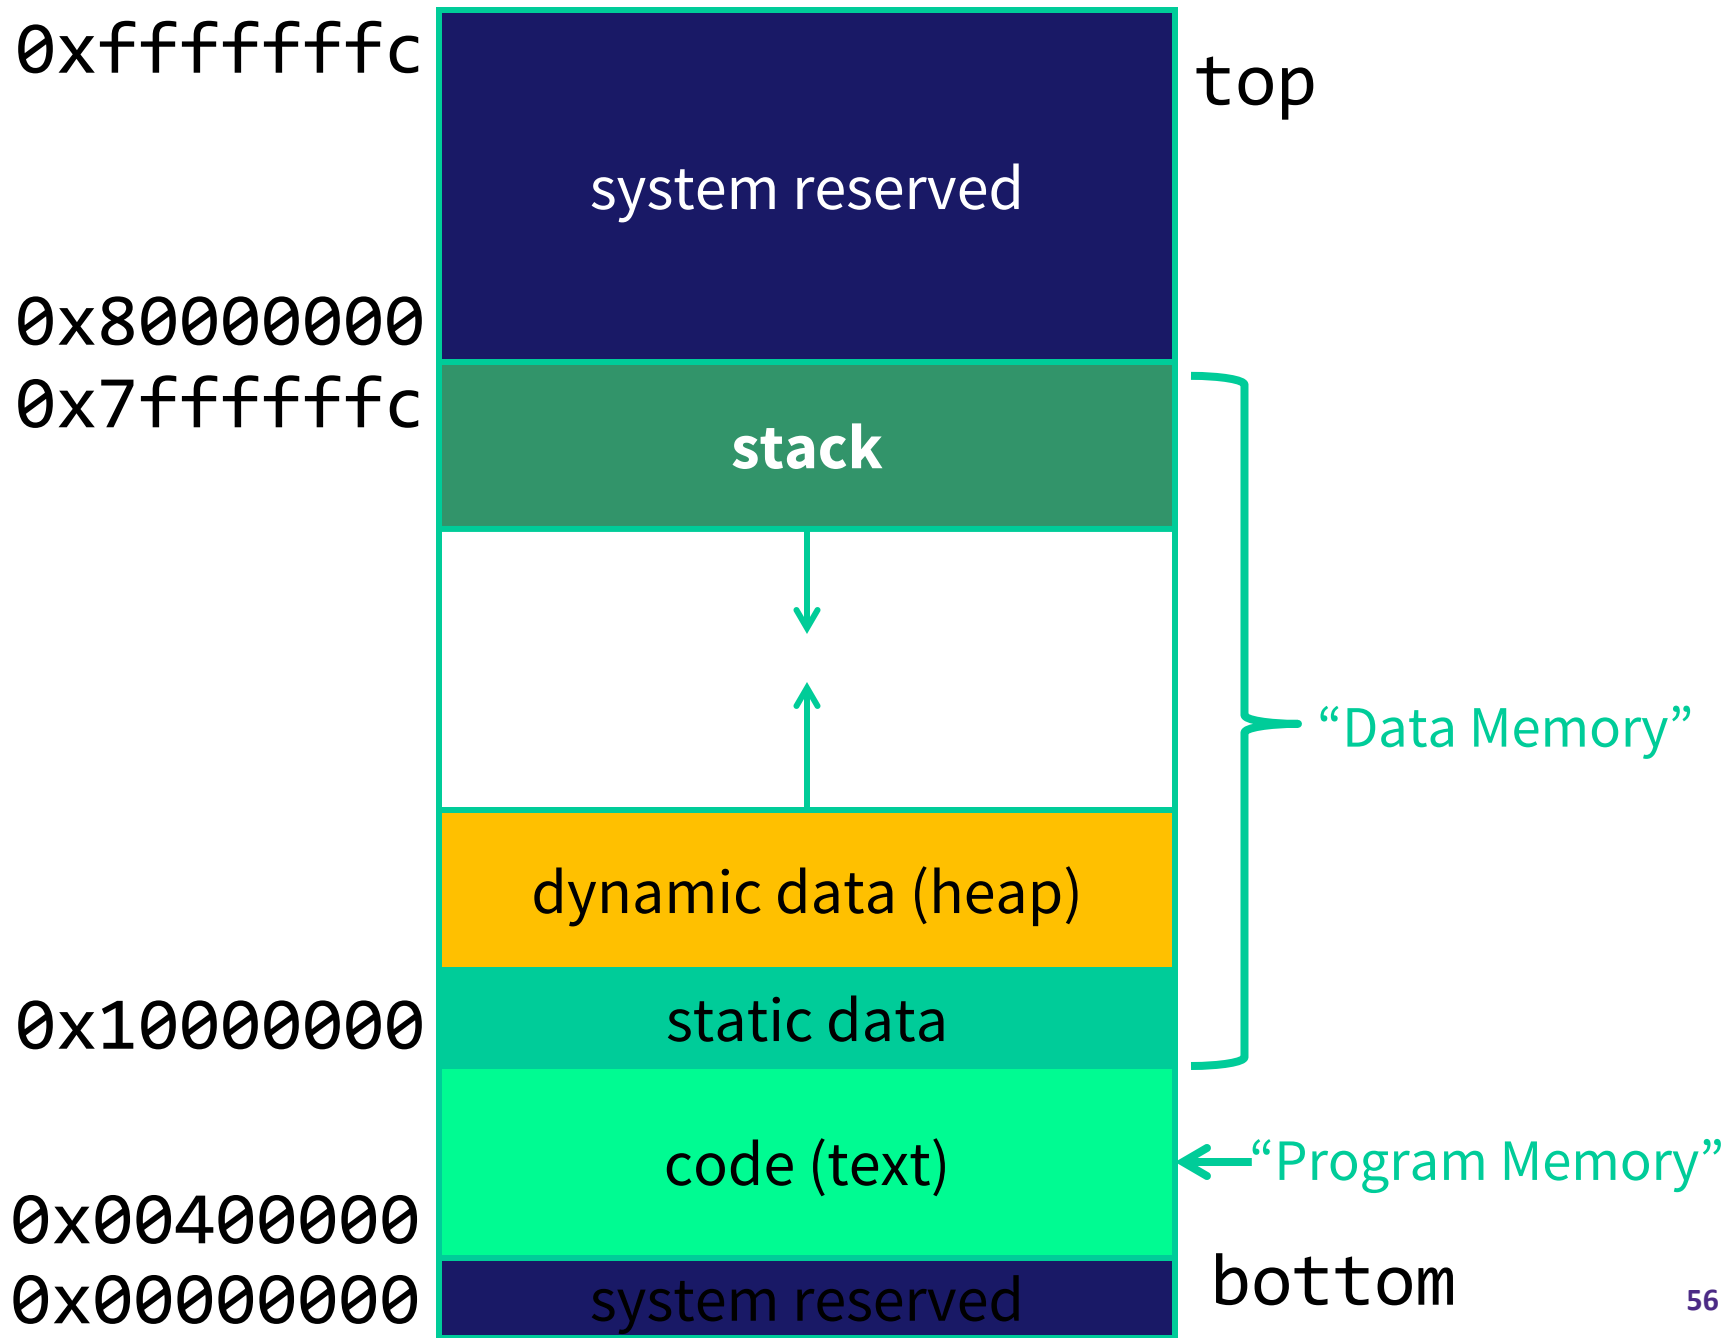 0xfffffffc
top
system reserved
0x80000000
0x7ffffffc
stack
“Data Memory”
dynamic data (heap)
0x10000000
static data
code (text)
“Program Memory”
0x00400000
bottom
0x00000000
system reserved
56